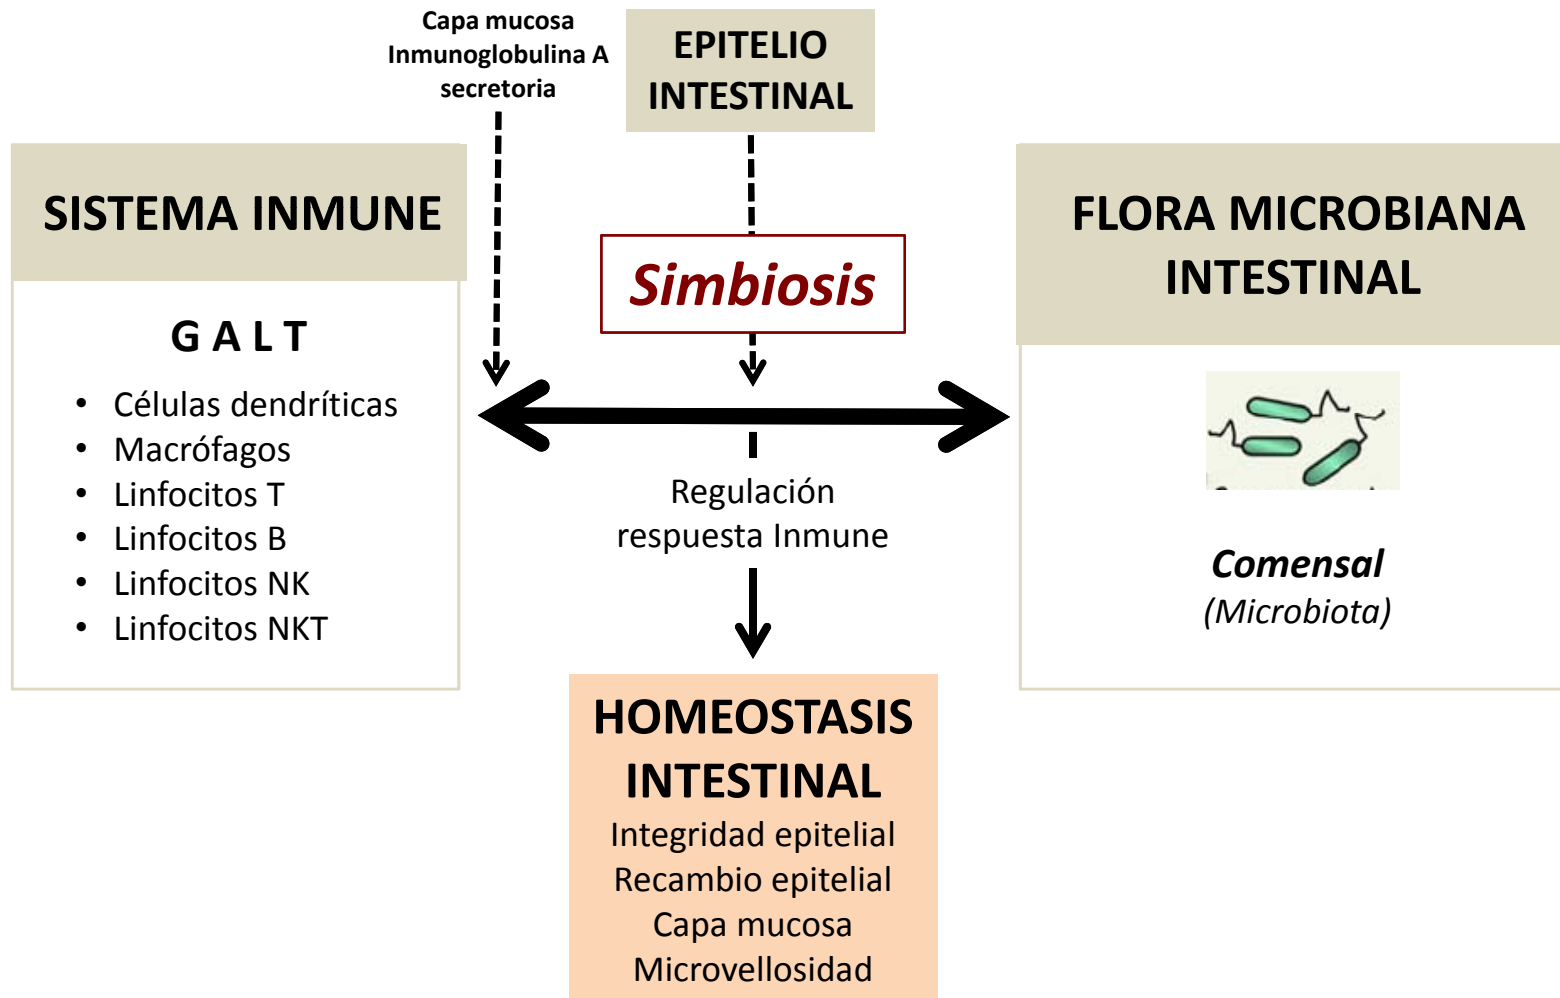 Capa mucosa
Inmunoglobulina A
secretoria
EPITELIO
INTESTINAL
SISTEMA INMUNE
G A L T
• Células dendríticas
• Macrófagos
• Linfocitos T
• Linfocitos B
• Linfocitos NK
• Linfocitos NKT
Simbiosis
FLORA MICROBIANA
INTESTINAL
Comensal
(Microbiota)
Regulación
respuesta Inmune
HOMEOSTASIS
INTESTINAL
Integridad epitelial
Recambio epitelial
Capa mucosa
Microvellosidad